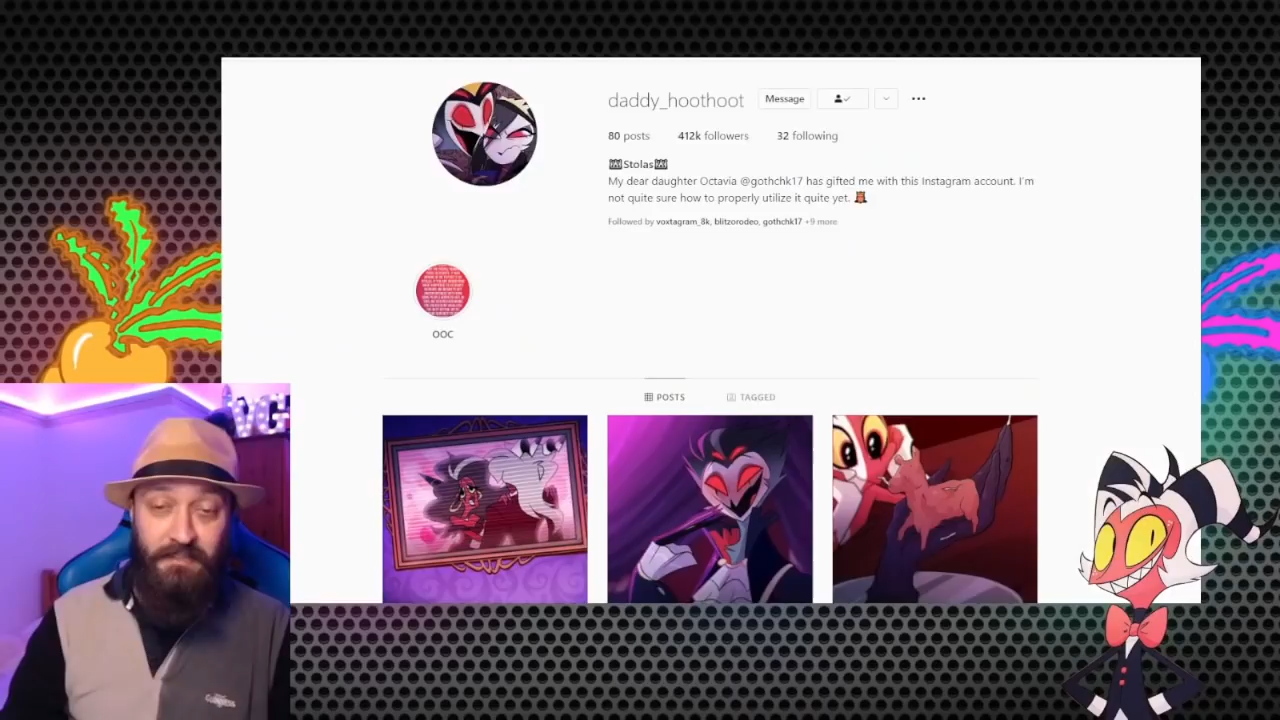 daddy_hoothoot Message
80 posts 412k followers 32 following
Stolas
My dear daughter Octavia @gothchk17 has gifted me with this Instagram account. I'm
not quite sure how to properly utilize it quite yet.
Followed by voxtagram_8k, blitzorodeo, gothchk17 +9 more
OOC
POSTS TAGGED
VG